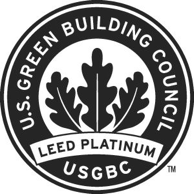 U.S. GREEN BUILDING COUNCIL
LEED PLATINUM
USGBC
TM